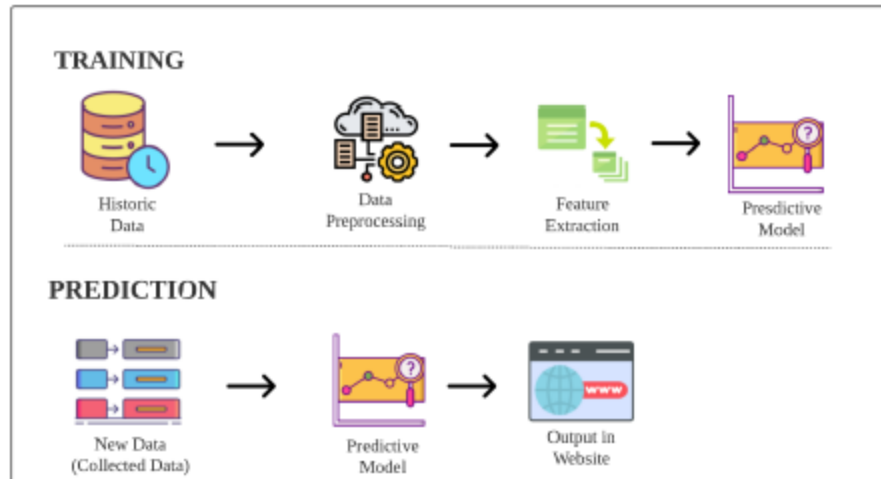 TRAINING
Historic
Data
Data
Preprocessing
Feature
Extraction
Presdictive
Model
PREDICTION
New Data
(Collected Data)
Predictive
Model
Output in
Website
www
?
?